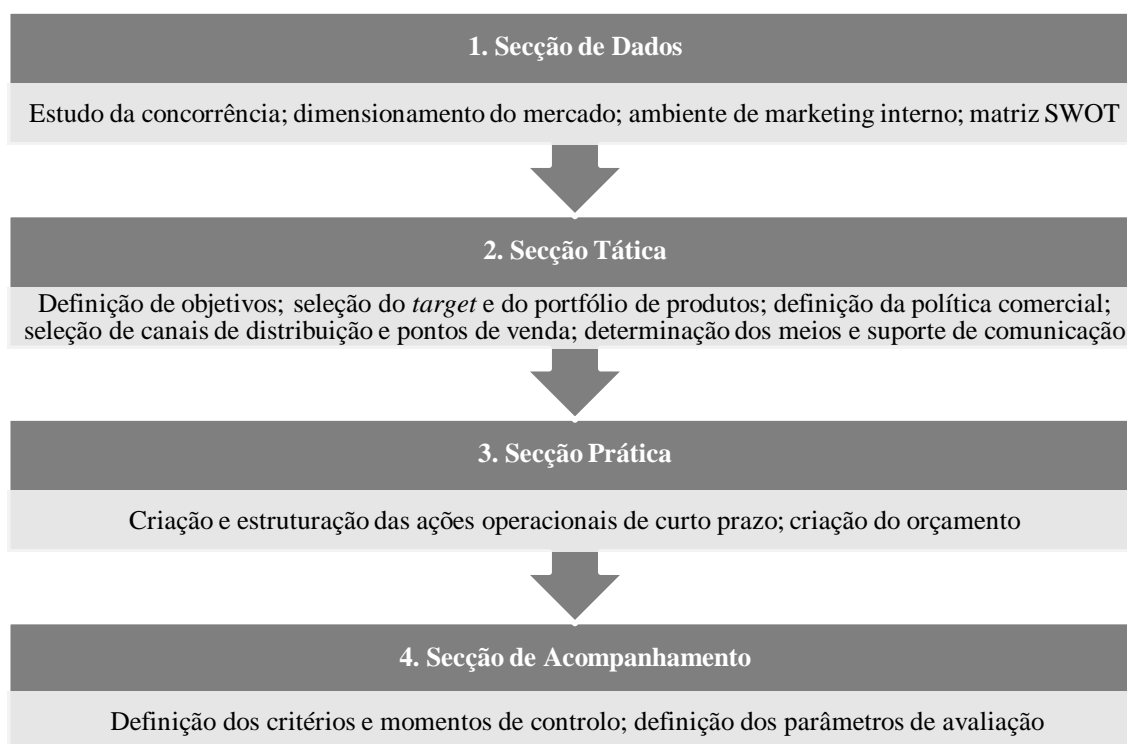 1. Secção de Dados
Estudo da concorrência; dimensionamento do mercado; ambiente de marketing interno; matriz SWOT
2. Secção Tática
Definição de objetivos; seleção do target e do portfólio de produtos; definição da política comercial;
seleção de canais de distribuição e pontos de venda; determinação dos meios e suporte de comunicação
3. Secção Prática
Criação e estruturação das ações operacionais de curto prazo; criação do orçamento
4. Secção de Acompanhamento
Definição dos critérios e momentos de controlo; definição dos parâmetros de avaliação